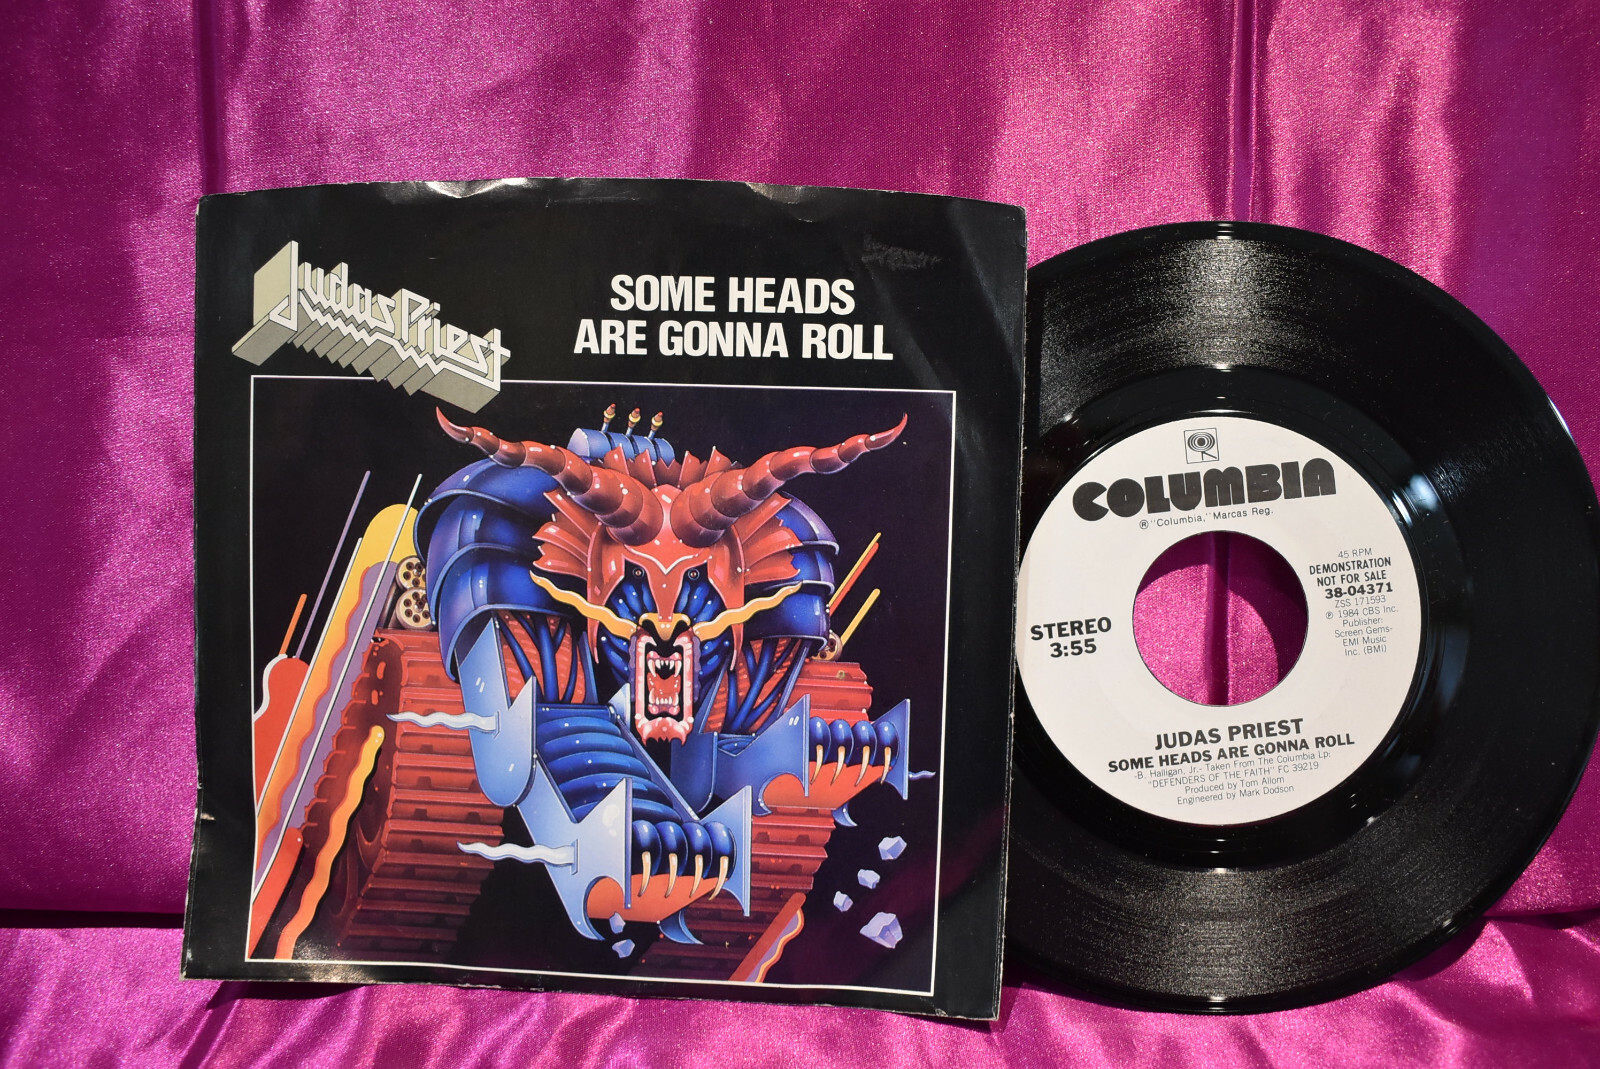 Judas Priest
SOME HEADS
ARE GONNA ROLL
COLUMBIA
® "Columbia," Marcas Reg.
45 RPM
DEMONSTRATION
NOT FOR SALE
38-04371
ZSS 171593
℗ 1984 CBS Inc.
Publisher:
Screen Gems-
EMI Music
Inc. (BMI)
STEREO
3:55
JUDAS PRIEST
SOME HEADS ARE GONNA ROLL
-B. Halligan, Jr.- Taken From The Columbia Lp:
"DEFENDERS OF THE FAITH" FC 39219
Produced by Tom Allom
Engineered by Mark Dodson